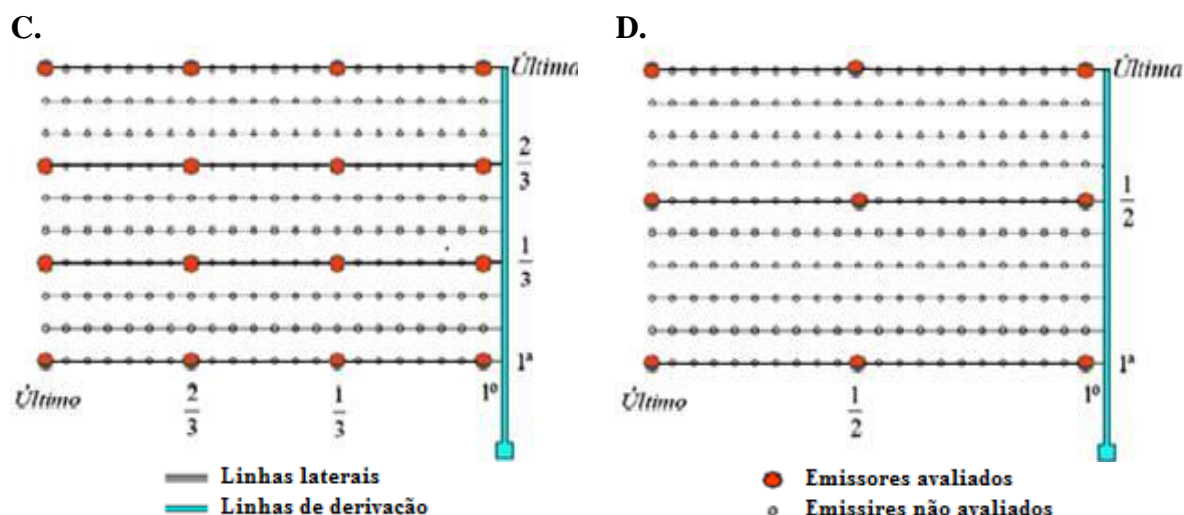 C.
Última
2
3
1
3
1ª
Último
2
3
1
3
1º
Linhas laterais
Linhas de derivação
D.
Última
1
2
1ª
Último
1
2
1º
Emissores avaliados
Emissires não avaliados